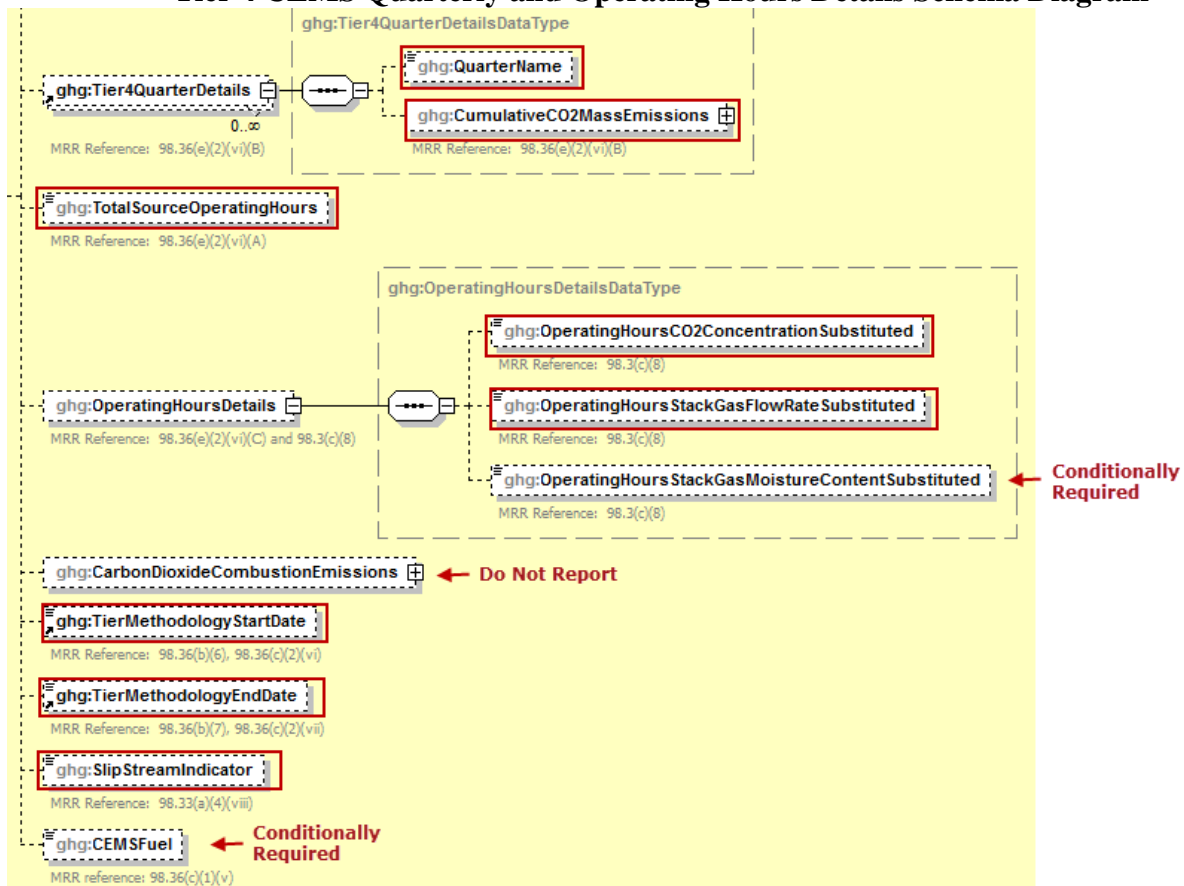 Tier 4 CEMS Quarterly and Operating Hours Details Schema Diagram
ghg:Tier4QuarterDetailsDataType
ghg:QuarterName
ghg:Tier4QuarterDetails
0..∞
ghg:CumulativeCO2MassEmissions
MRR Reference: 98.36(e)(2)(vi)(B)
MRR Reference: 98.36(e)(2)(vi)(B)
ghg:TotalSourceOperatingHours
MRR Reference: 98.36(e)(2)(vi)(A)
ghg:OperatingHoursDetailsDataType
ghg:OperatingHoursCO2ConcentrationSubstituted
MRR Reference: 98.3(c)(8)
ghg:OperatingHoursDetails
MRR Reference: 98.36(e)(2)(vi)(C) and 98.3(c)(8)
ghg:OperatingHoursStackGasFlowRateSubstituted
MRR Reference: 98.3(c)(8)
ghg:OperatingHoursStackGasMoistureContentSubstituted
MRR Reference: 98.3(c)(8)
Conditionally
Required
ghg:CarbonDioxideCombustionEmissions
Do Not Report
ghg:TierMethodologyStartDate
MRR Reference: 98.36(b)(6), 98.36(c)(2)(vi)
ghg:TierMethodologyEndDate
MRR Reference: 98.36(b)(7), 98.36(c)(2)(vii)
ghg:SlipStreamIndicator
MRR Reference: 98.33(a)(4)(viii)
ghg:CEMSFuel
Conditionally
Required
MRR reference: 98.36(c)(1)(v)